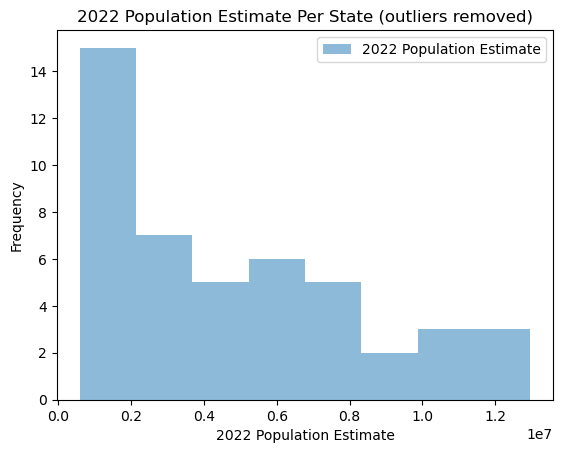 2022 Population Estimate Per State (outliers removed)
2022 Population Estimate
14
12
10
8
6
4
2
0
Frequency
0.0 0.2 0.4 0.6 0.8 1.0 1.2
1e7
2022 Population Estimate